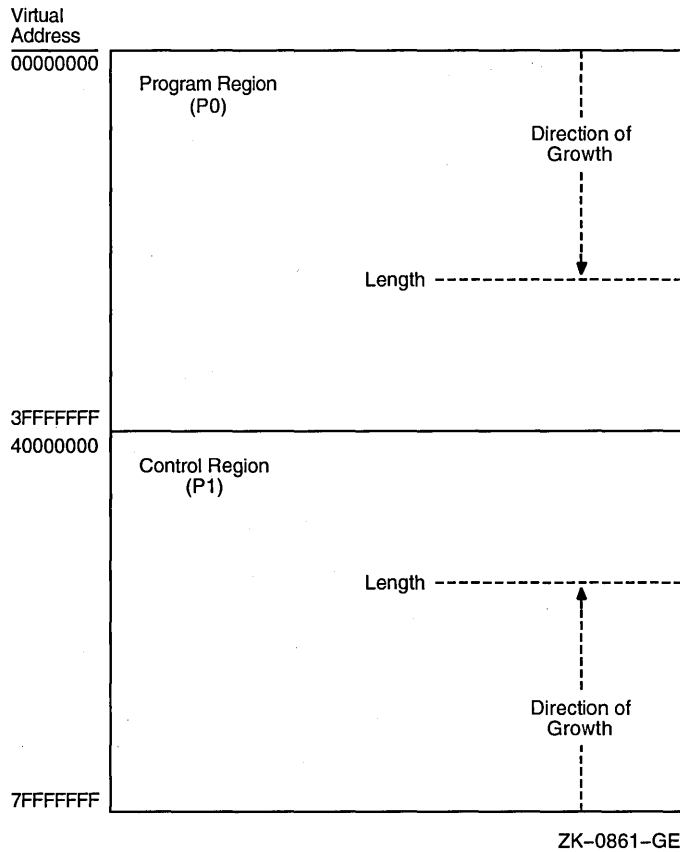 Virtual
Address
00000000
Program Region
(P0)
Direction of
Growth
Length
3FFFFFFF
40000000
Control Region
(P1)
Length
Direction of
Growth
7FFFFFFF
ZK–0861–GE